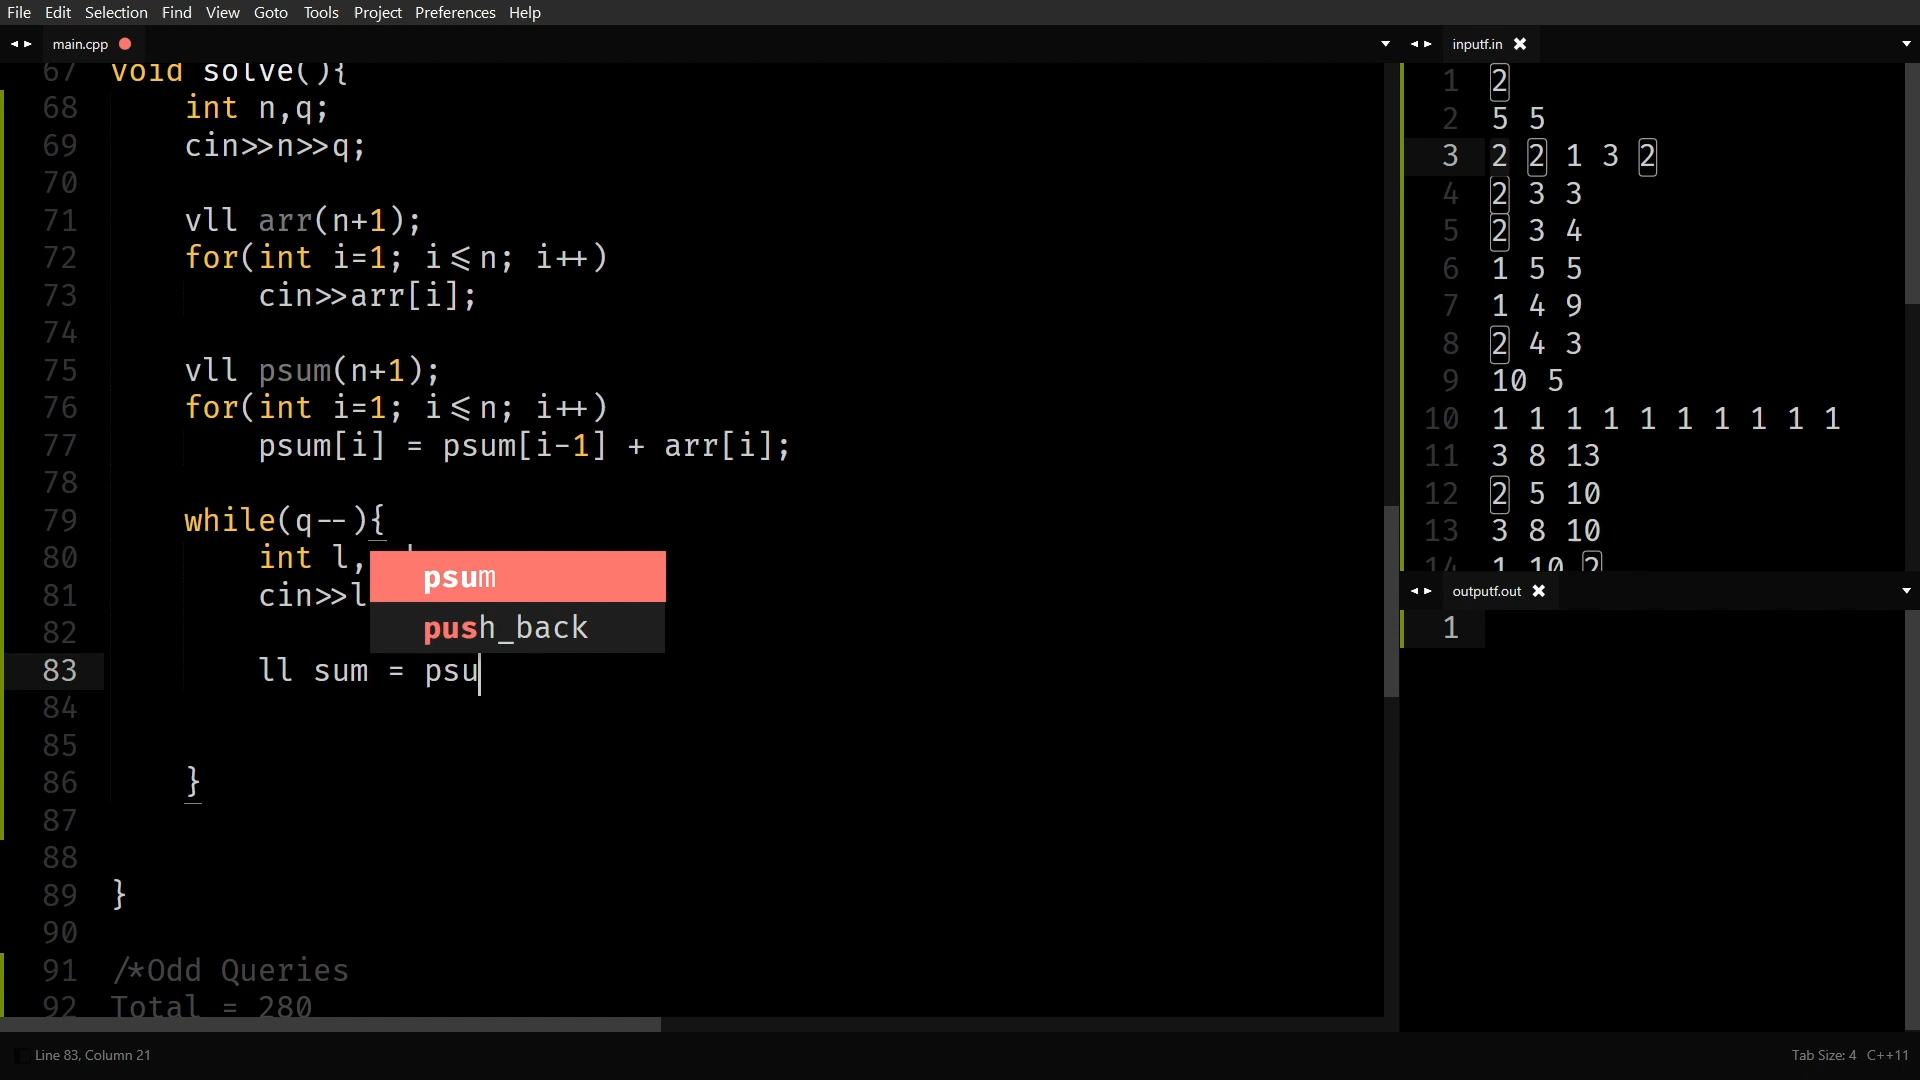 File Edit Selection Find View Goto Tools Project Preferences Help
main.cpp
67 void solve(){
68 int n,q;
69 cin>>n>>q;
70
71 vll arr(n+1);
72 for(int i=1; i<=n; i++)
73 cin>>arr[i];
74
75 vll psum(n+1);
76 for(int i=1; i<=n; i++)
77 psum[i] = psum[i-1] + arr[i];
78
79 while(q--){
80 int l,
81 cin>>l
82
83 ll sum = psu
84
85
86 }
87
88
89 }
90
91 /*Odd Queries
92 Total = 280
psum
push_back
inputf.in
1 2
2 5 5
3 2 2 1 3 2
4 2 3 3
5 2 3 4
6 1 5 5
7 1 4 9
8 2 4 3
9 10 5
10 1 1 1 1 1 1 1 1 1 1
11 3 8 13
12 2 5 10
13 3 8 10
14 1 10 2
outputf.out
1
Line 83, Column 21
Tab Size: 4 C++11